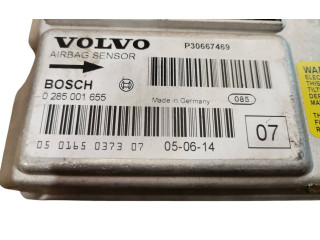 VOLVO
P30667469
AIRBAG SENSOR
BOSCH
0 285 001 655
Made in Germany
085
07
05 0165 0373 07
05-06-14